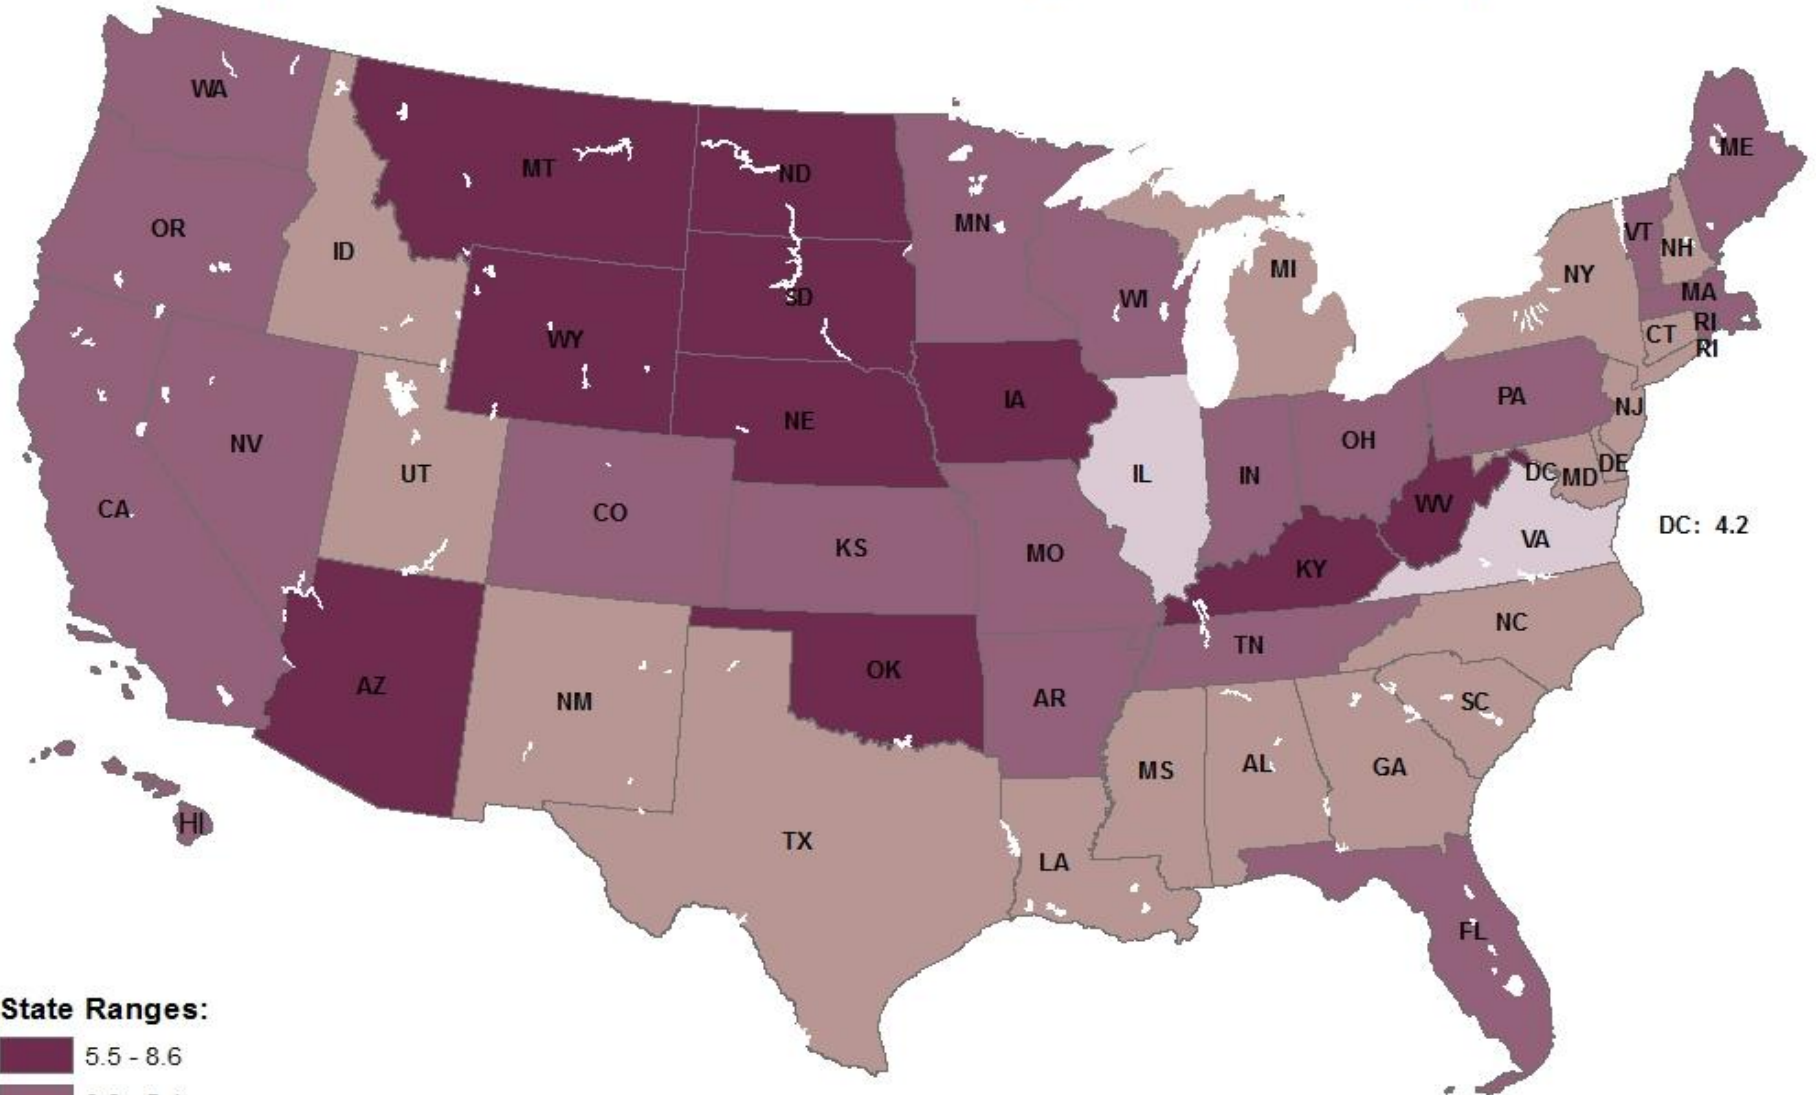 WA
MT
ND
ME
OR
ID
MN
VT
NH
NY
MI
WI
MA
SD
RI
WY
CT
RI
IA
PA
NE
NJ
OH
NV
UT
IL
IN
DC
MD
DE
WV
CA
CO
DC: 4.2
VA
KS
MO
KY
NC
TN
OK
AZ
AR
NM
SC
MS
AL
GA
HI
TX
LA
FL
State Ranges:
5.5 - 8.6